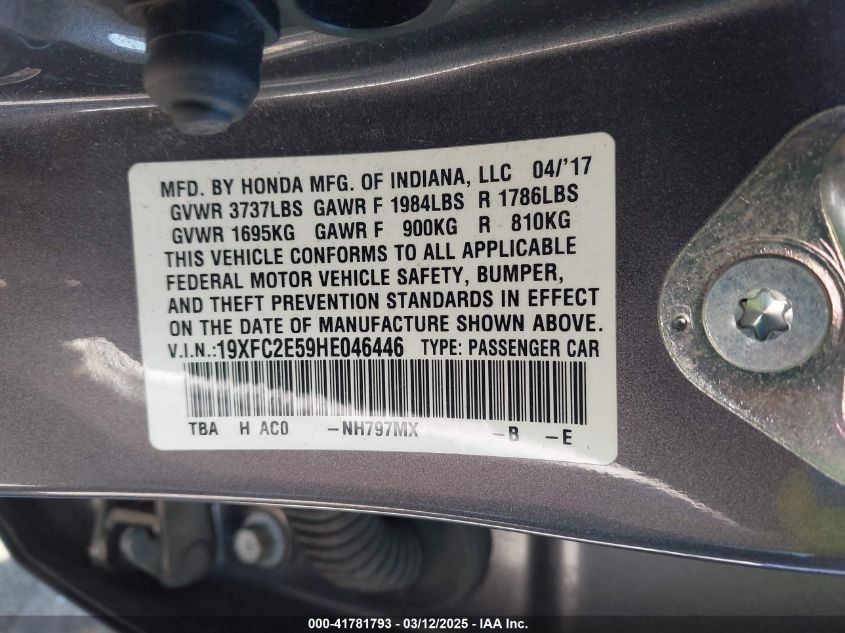 MFD. BY HONDA MFG. OF INDIANA, LLC 04/'17
GVWR 3737LBS GAWR F 1984LBS R 1786LBS
GVWR 1695KG GAWR F 900KG R 810KG
THIS VEHICLE CONFORMS TO ALL APPLICABLE
FEDERAL MOTOR VEHICLE SAFETY, BUMPER,
AND THEFT PREVENTION STANDARDS IN EFFECT
ON THE DATE OF MANUFACTURE SHOWN ABOVE.
V.I.N.:19XFC2E59HE046446 TYPE: PASSENGER CAR
TBA H AC0 -NH797MX -B -E
000-41781793 - 03/12/2025 - IAA Inc.